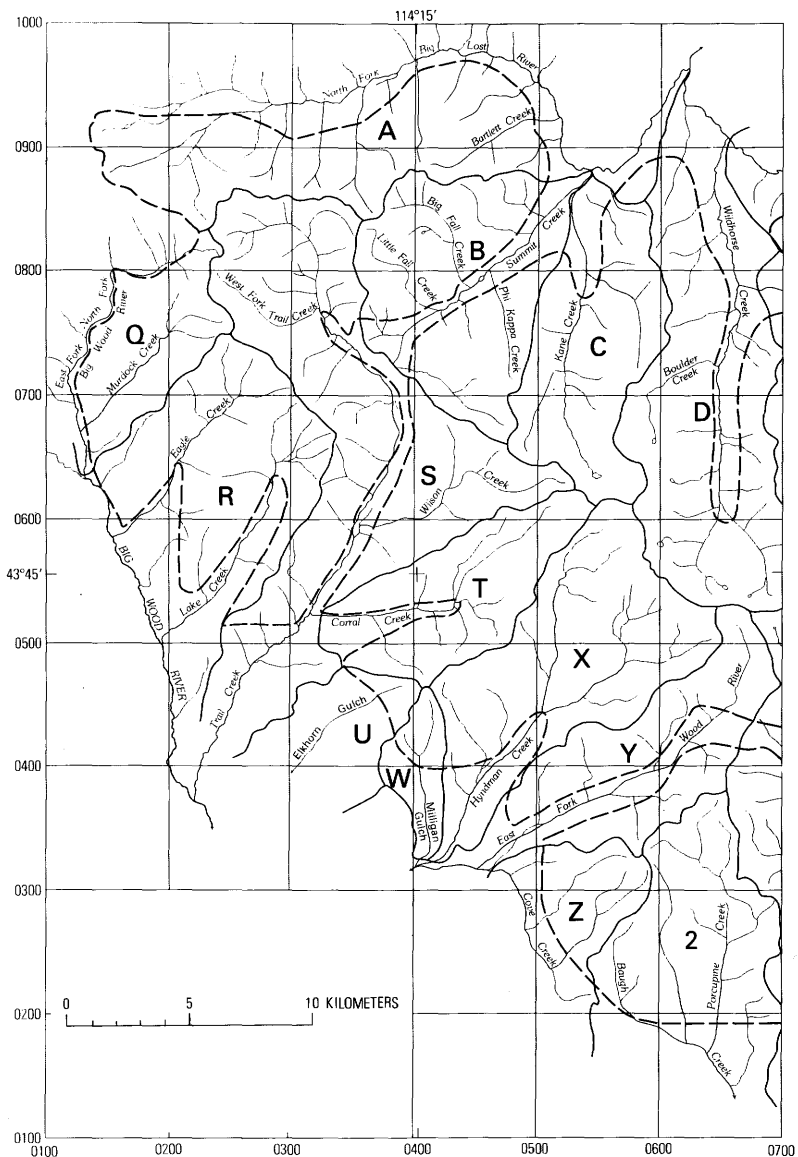 114°15'
1000
Big Lost River
North Fork
A
0900
Bartlett Creek
Big Fall Creek
B
Summit Creek
Little Fall Creek
Wildhorse Creek
0800
East Fork North Fork
Big Wood River
Q
West Fork
Trail Creek
Phi Kappa Creek
Kane Creek
C
Murdock Creek
Boulder Creek
0700
D
Eagle Creek
R
S
Wilson Creek
0600
43°45'
BIG WOOD RIVER
Lake Creek
T
Corral Creek
0500
X
Trail Creek
Elkhorn Gulch
U
River
Wood
Y
0400
W
Hyndman Creek
Milligan Gulch
East Fork
0300
Cove Creek
Z
2
Porcupine Creek
Baugh Creek
0 5 10 KILOMETERS
0200
0100
0100 0200 0300 0400 0500 0600 0700